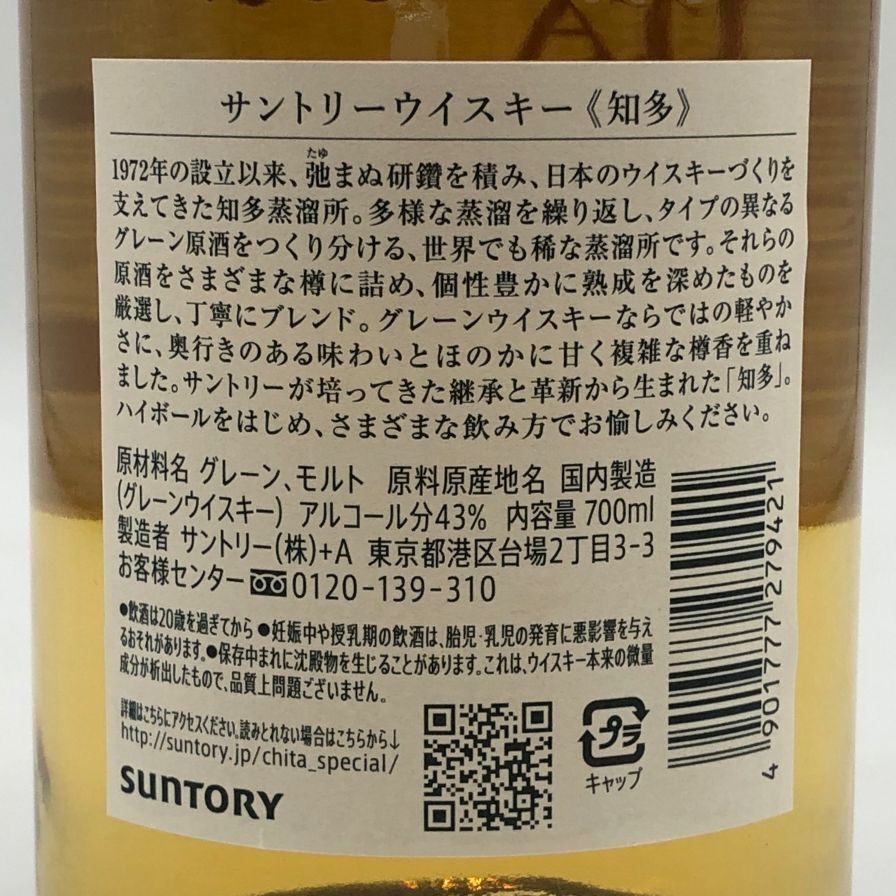 サントリーウイスキー《知多》
たゆ
1972年の設立以来、弛まぬ研鑽を積み、日本のウイスキーづくりを
支えてきた知多蒸溜所。多様な蒸溜を繰り返し、タイプの異なる
グレーン原酒をつくり分ける、世界でも稀な蒸溜所です。それらの
原酒をさまざまな樽に詰め、個性豊かに熟成を深めたものを
厳選し、丁寧にブレンド。グレーンウイスキーならではの軽やか
さに、奥行きのある味わいとほのかに甘く複雑な樽香を重ね
ました。サントリーが培ってきた継承と革新から生まれた「知多」。
ハイボールをはじめ、さまざまな飲み方でお愉しみください。
原材料名 グレーン、モルト 原料原産地名 国内製造
(グレーンウイスキー) アルコール分43% 内容量 700ml
製造者 サントリー(株)+A 東京都港区台場2丁目3-3
お客様センター 0120-139-310
●飲酒は20歳を過ぎてから ●妊娠中や授乳期の飲酒は、胎児・乳児の発育に悪影響を与え
るおそれがあります。●保存中まれに沈殿物を生じることがあります。これは、ウイスキー本来の微量
成分が析出したもので、品質上問題ございません。
詳細はこちらにアクセスください。読みとれない場合はこちらから↓
http://suntory.jp/chita_special/
SUNTORY
プラ
キャップ
4 901777 279421